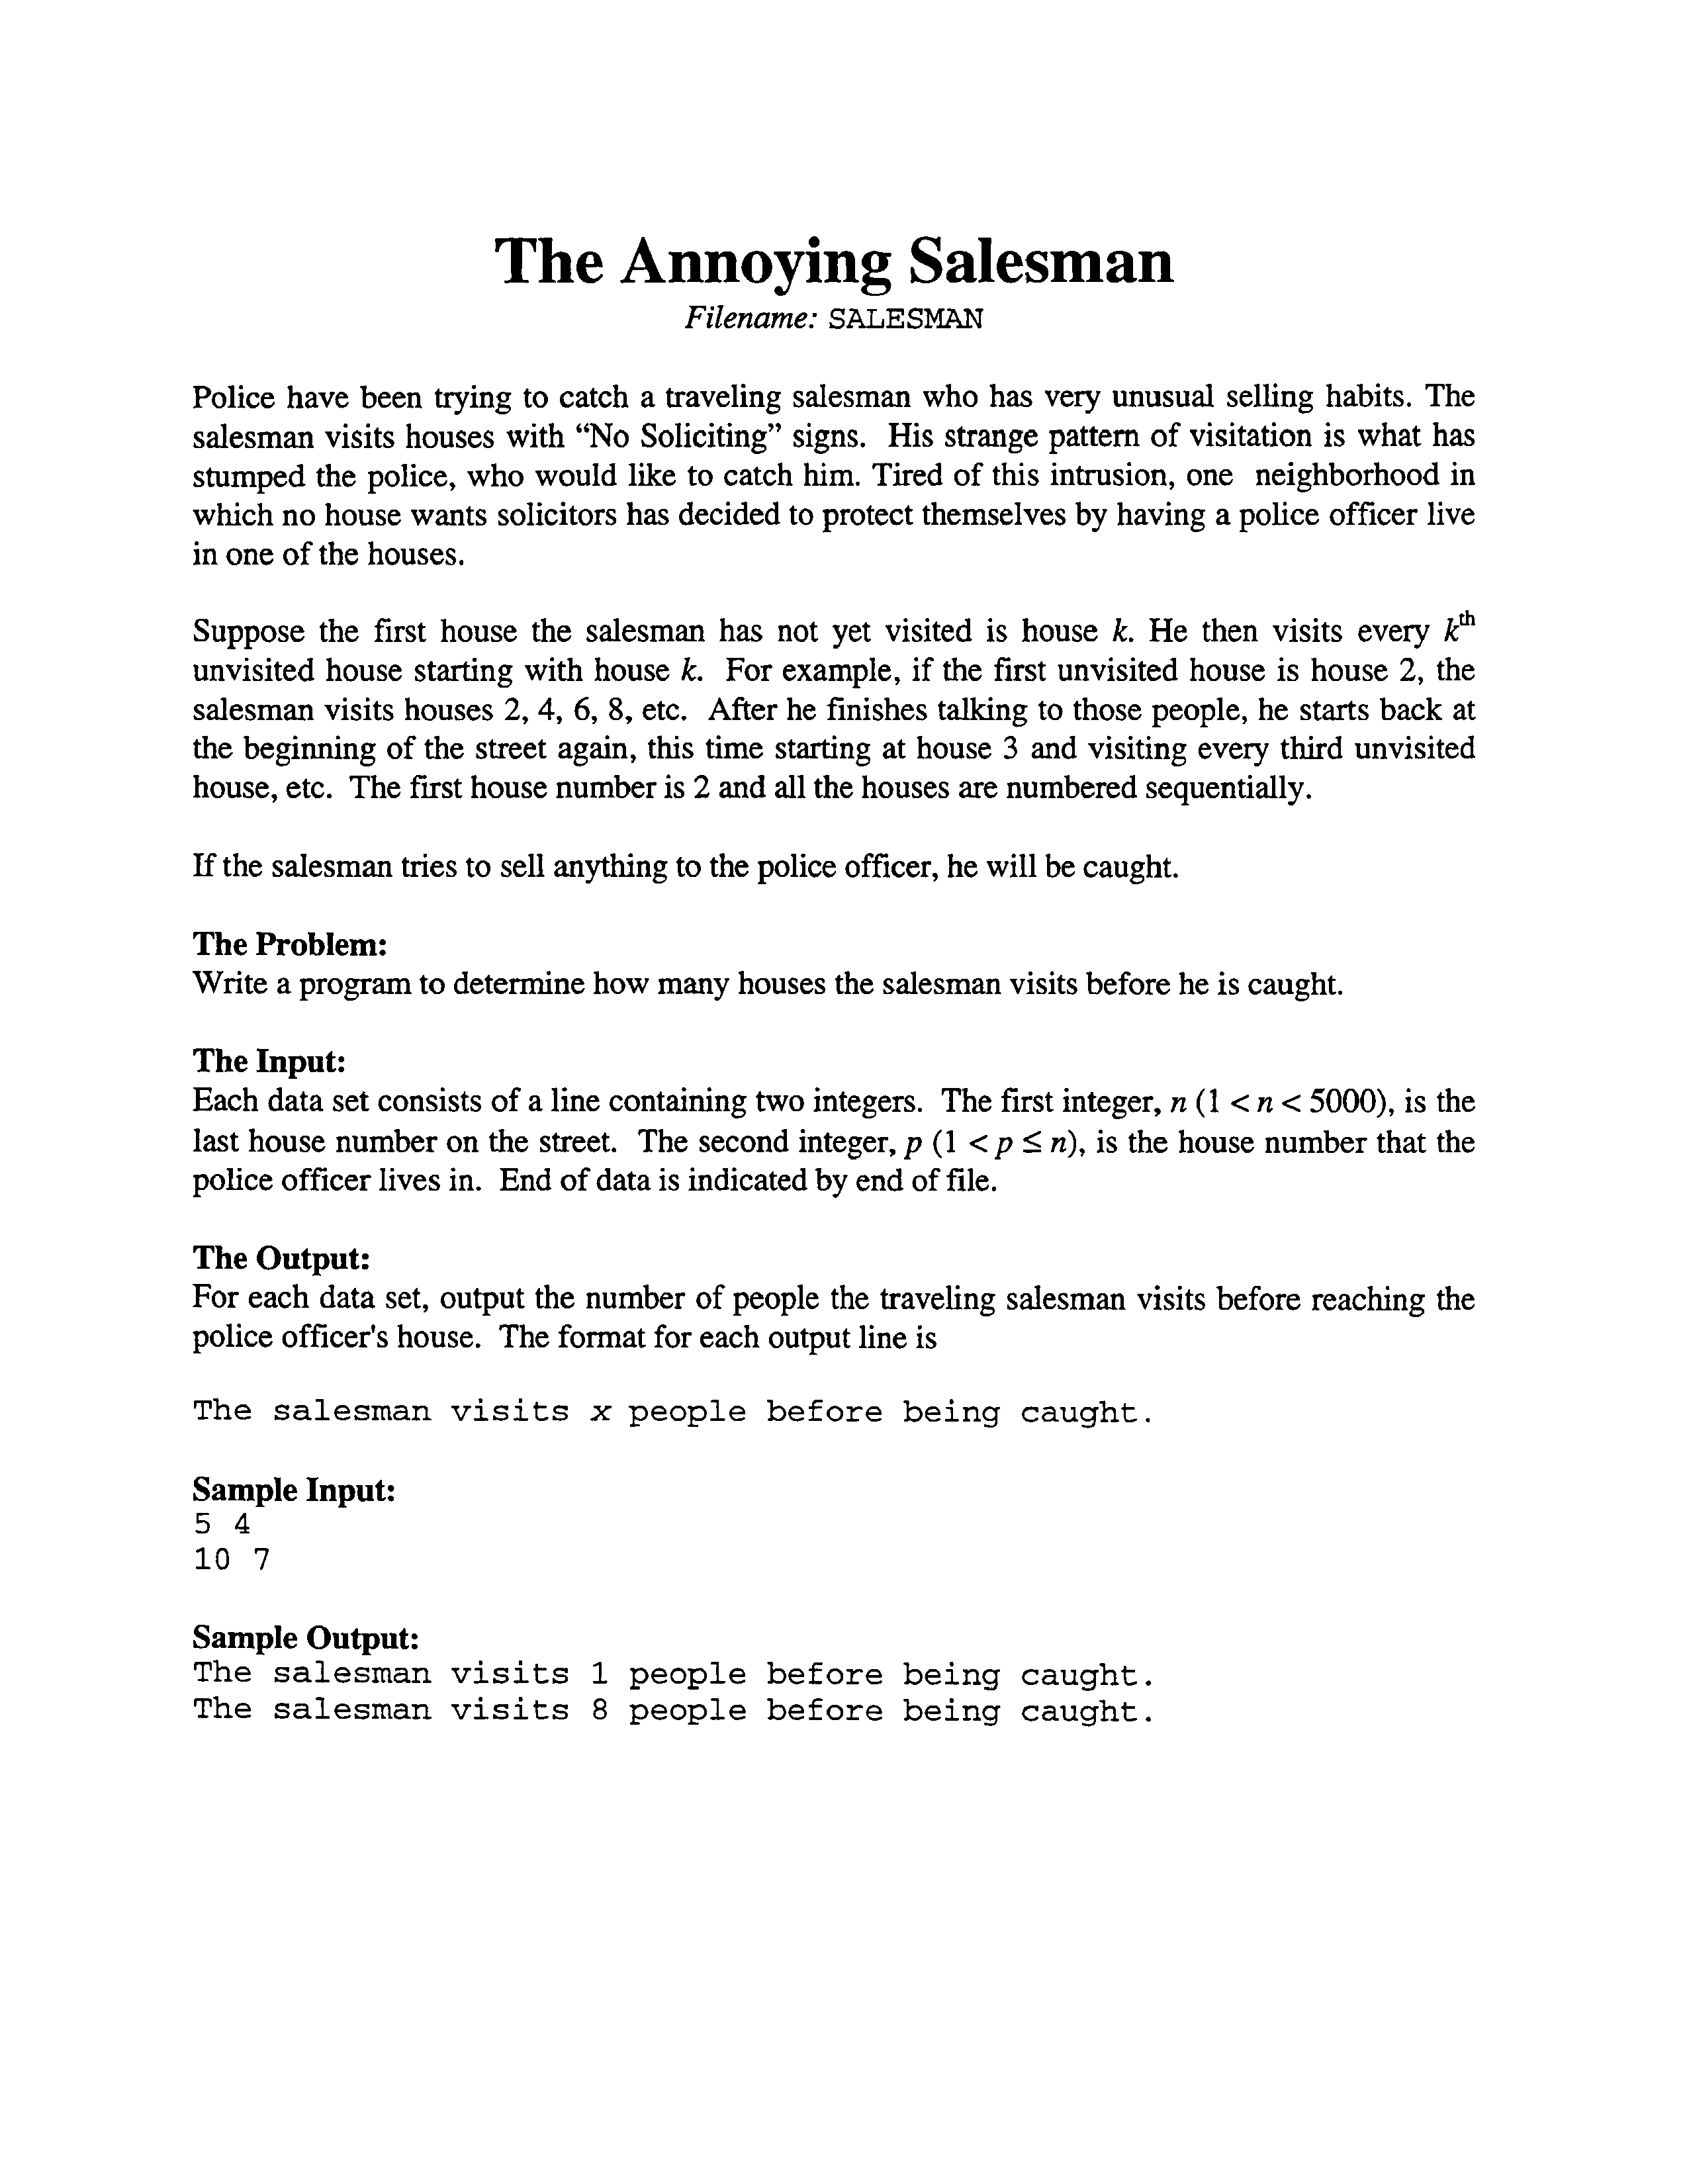 The Annoying Salesman
Filename: SALESMAN
Police have been trying to catch a traveling salesman who has very unusual selling habits. The
salesman visits houses with “No Soliciting” signs. His strange pattern of visitation is what has
stumped the police, who would like to catch him. Tired of this intrusion, one neighborhood in
which no house wants solicitors has decided to protect themselves by having a police officer live
in one of the houses.
Suppose the first house the salesman has not yet visited is house k. He then visits every kth
unvisited house starting with house k. For example, if the first unvisited house is house 2, the
salesman visits houses 2, 4, 6, 8, etc. After he finishes talking to those people, he starts back at
the beginning of the street again, this time starting at house 3 and visiting every third unvisited
house, etc. The first house number is 2 and all the houses are numbered sequentially.
If the salesman tries to sell anything to the police officer, he will be caught.
The Problem:
Write a program to determine how many houses the salesman visits before he is caught.
The Input:
Each data set consists of a line containing two integers. The first integer, n (1 < n < 5000), is the
last house number on the street. The second integer, p (1 < p ≤ n), is the house number that the
police officer lives in. End of data is indicated by end of file.
The Output:
For each data set, output the number of people the traveling salesman visits before reaching the
police officer's house. The format for each output line is
The salesman visits x people before being caught.
Sample Input:
5 4
10 7
Sample Output:
The salesman visits 1 people before being caught.
The salesman visits 8 people before being caught.